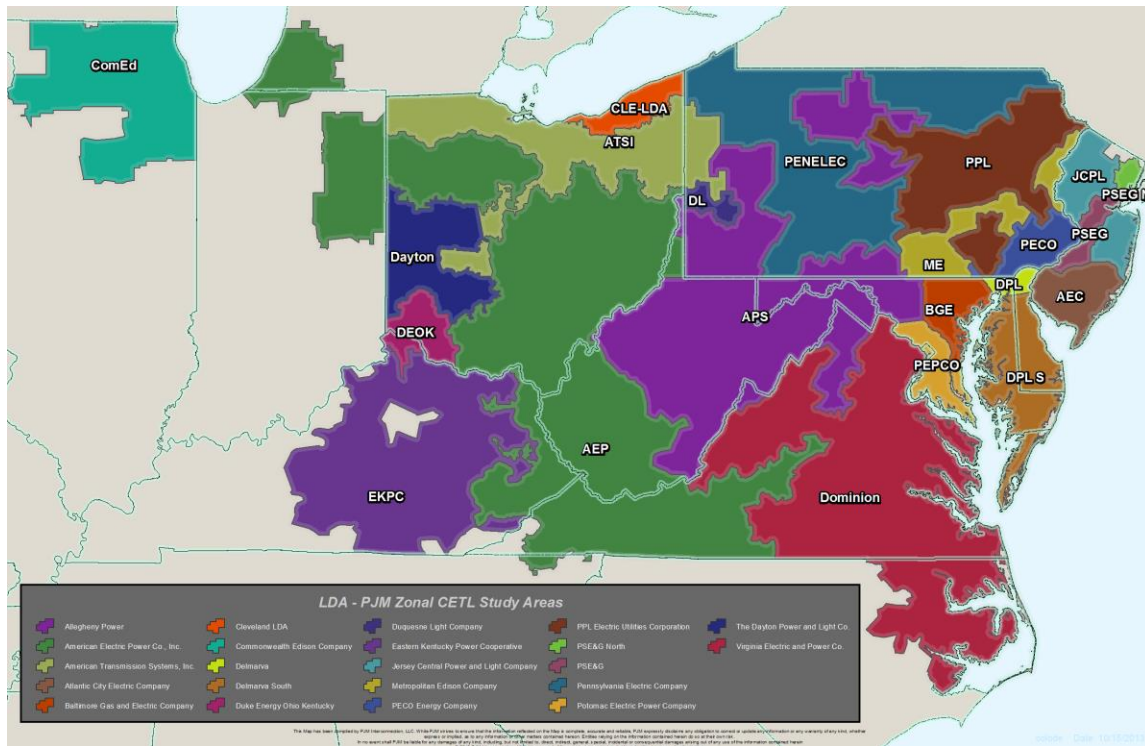 ComEd
CLE-LDA
ATSI
PENELEC
PPL
JCPL
PSEG N
DL
PSEG
Dayton
PECO
ME
DPL
AEC
APS
BGE
DEOK
PEPCO
DPL S
AEP
EKPC
Dominion
LDA - PJM Zonal CETL Study Areas
Allegheny Power
American Electric Power Co., Inc.
American Transmission Systems, Inc.
Atlantic City Electric Company
Baltimore Gas and Electric Company
Cleveland LDA
Commonwealth Edison Company
Delmarva
Delmarva South
Duke Energy Ohio Kentucky
Duquesne Light Company
Eastern Kentucky Power Cooperative
Jersey Central Power and Light Company
Metropolitan Edison Company
PECO Energy Company
PPL Electric Utilities Corporation
PSE&G North
PSE&G
Pennsylvania Electric Company
Potomac Electric Power Company
The Dayton Power and Light Co.
Virginia Electric and Power Co.